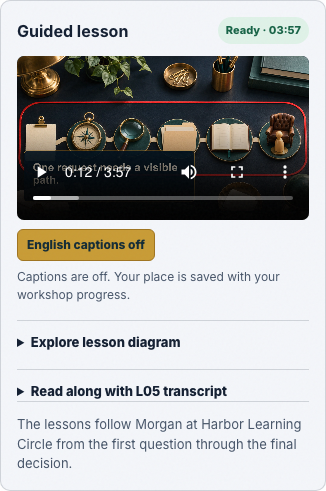 Guided lesson
Ready · 03:57
One request needs a visible
path.
0:12 / 3:57
English captions off
Captions are off. Your place is saved with your
workshop progress.
Explore lesson diagram
Read along with L05 transcript
The lessons follow Morgan at Harbor Learning
Circle from the first question through the final
decision.